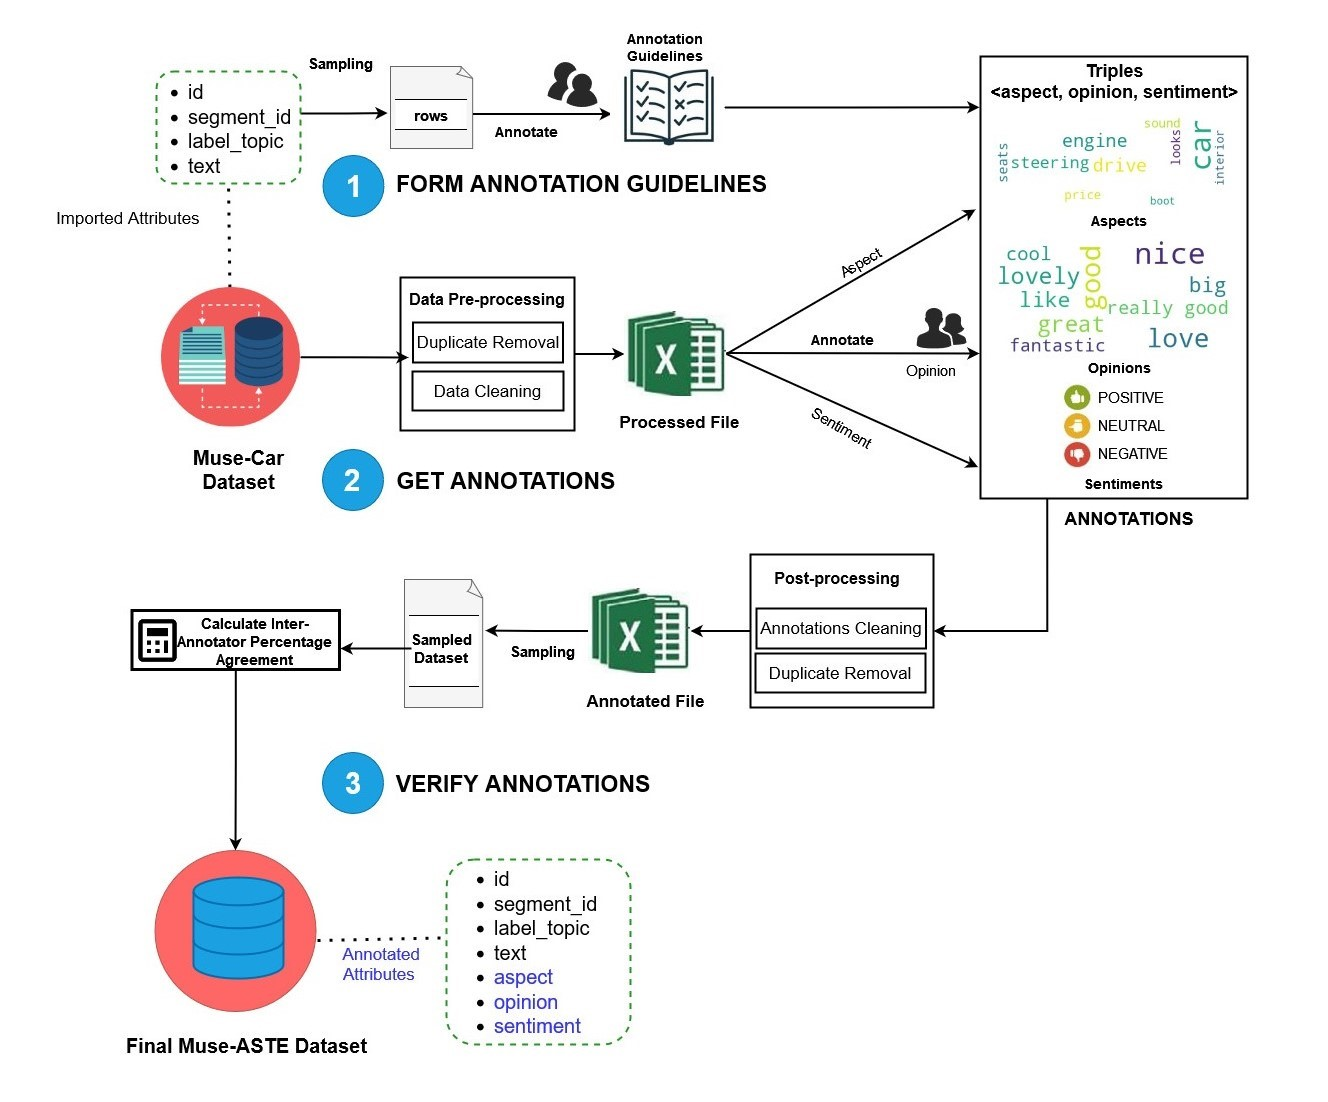 Annotation
Guidelines
Sampling
Triples
<aspect, opinion, sentiment>
id
segment_id
label_topic
text
rows
Annotate
sound
engine
looks
car
interior
seats
steering
drive
price
boot
Aspects
1
FORM ANNOTATION GUIDELINES
Imported Attributes
Data Pre-processing
Duplicate Removal
Data Cleaning
X
Processed File
Aspect
Annotate
Opinion
Sentiment
cool
good
nice
lovely
big
like
really good
great
love
fantastic
Opinions
POSITIVE
NEUTRAL
NEGATIVE
Sentiments
ANNOTATIONS
Muse-Car
Dataset
2
GET ANNOTATIONS
Post-processing
Annotations Cleaning
Duplicate Removal
X
Annotated File
Sampling
Sampled
Dataset
Calculate Inter-
Annotator Percentage
Agreement
3
VERIFY ANNOTATIONS
id
segment_id
label_topic
text
aspect
opinion
sentiment
Annotated
Attributes
Final Muse-ASTE Dataset